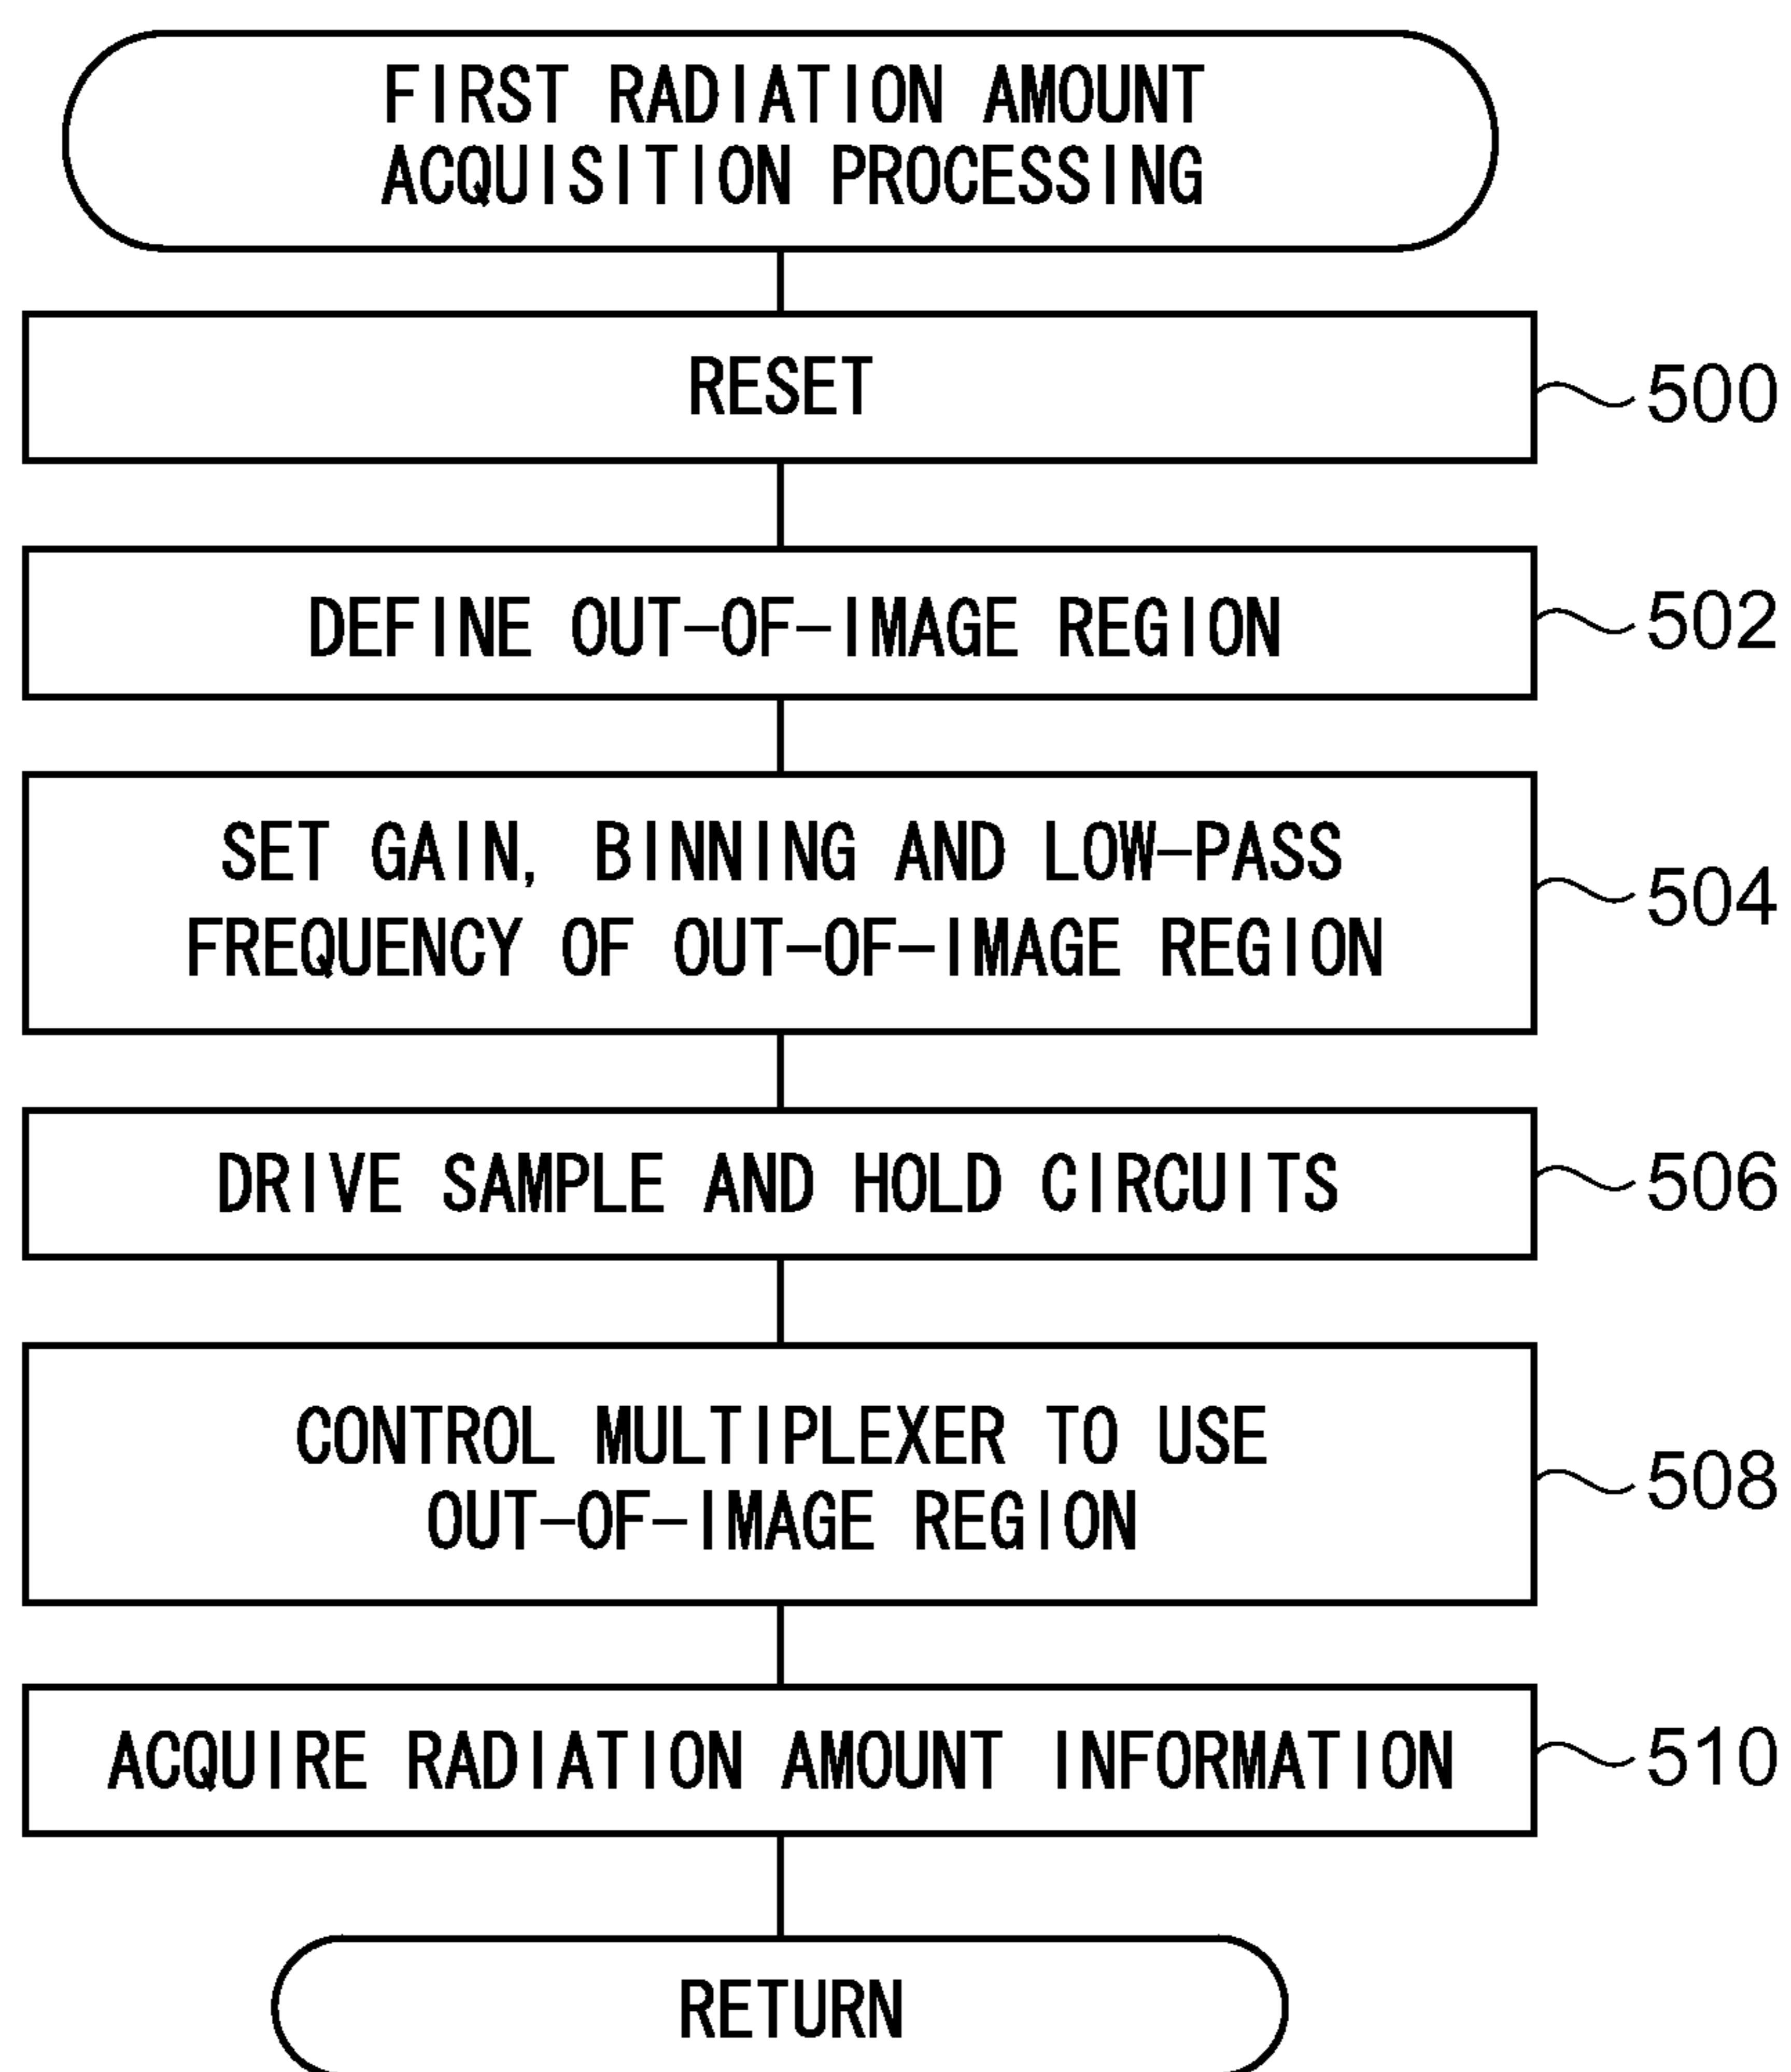 FIRST RADIATION AMOUNT
ACQUISITION PROCESSING
RESET
500
DEFINE OUT-OF-IMAGE REGION
502
SET GAIN, BINNING AND LOW-PASS
FREQUENCY OF OUT-OF-IMAGE REGION
504
DRIVE SAMPLE AND HOLD CIRCUITS
506
CONTROL MULTIPLEXER TO USE
OUT-OF-IMAGE REGION
508
ACQUIRE RADIATION AMOUNT INFORMATION
510
RETURN